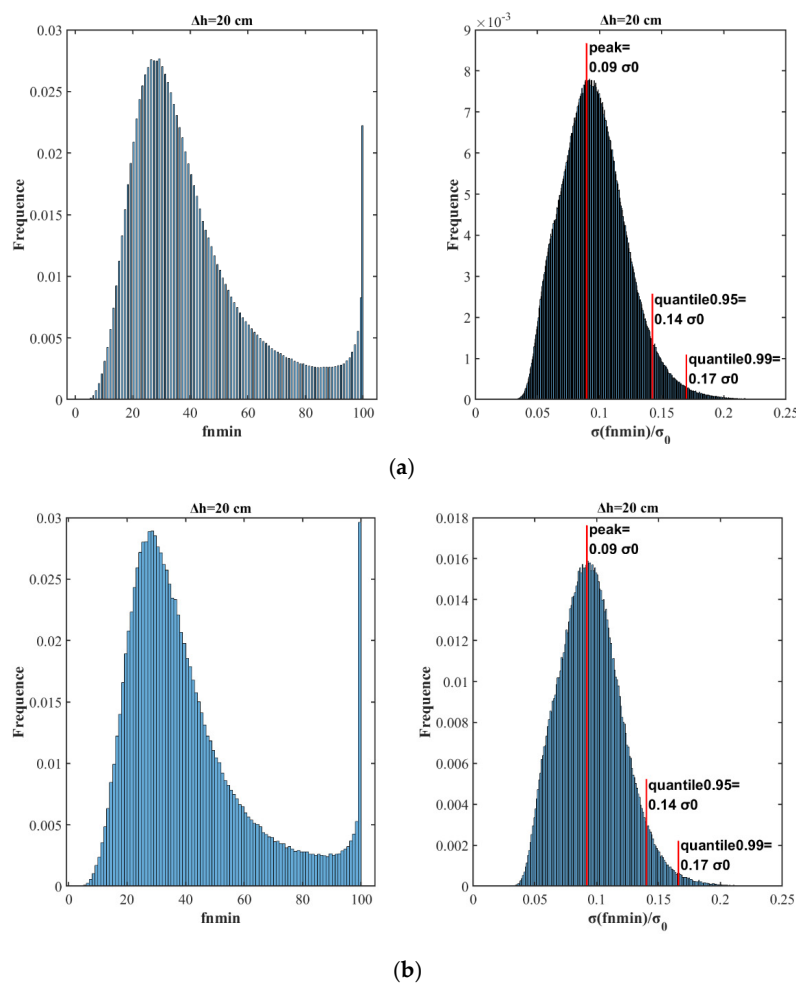 Δh=20 cm
0.03
0.025
0.02
0.015
0.01
0.005
0
Frequence
0
20
40
60
80
100
fnmin
Δh=20 cm
×10⁻³
9
8
7
6
5
4
3
2
1
0
Frequence
peak=
0.09 σ0
quantile0.95=
0.14 σ0
quantile0.99=
0.17 σ0
0
0.05
0.1
0.15
0.2
0.25
σ(fnmin)/σ₀
(a)
Δh=20 cm
0.03
0.025
0.02
0.015
0.01
0.005
0
Frequence
0
20
40
60
80
100
fnmin
Δh=20 cm
0.018
0.016
0.014
0.012
0.01
0.008
0.006
0.004
0.002
0
Frequence
peak=
0.09 σ0
quantile0.95=
0.14 σ0
quantile0.99=
0.17 σ0
0
0.05
0.1
0.15
0.2
0.25
σ(fnmin)/σ₀
(b)